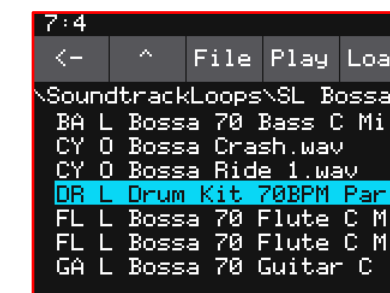 7:4
<- ^ File Play Loa
\SoundtrackLoops\SL Bossa
BA L Bossa 70 Bass C Mi
CY O Bossa Crash.wav
CY O Bossa Ride 1.wav
DR L Drum Kit 70BPM Par
FL L Bossa 70 Flute C M
FL L Bossa 70 Flute C M
GA L Bossa 70 Guitar C